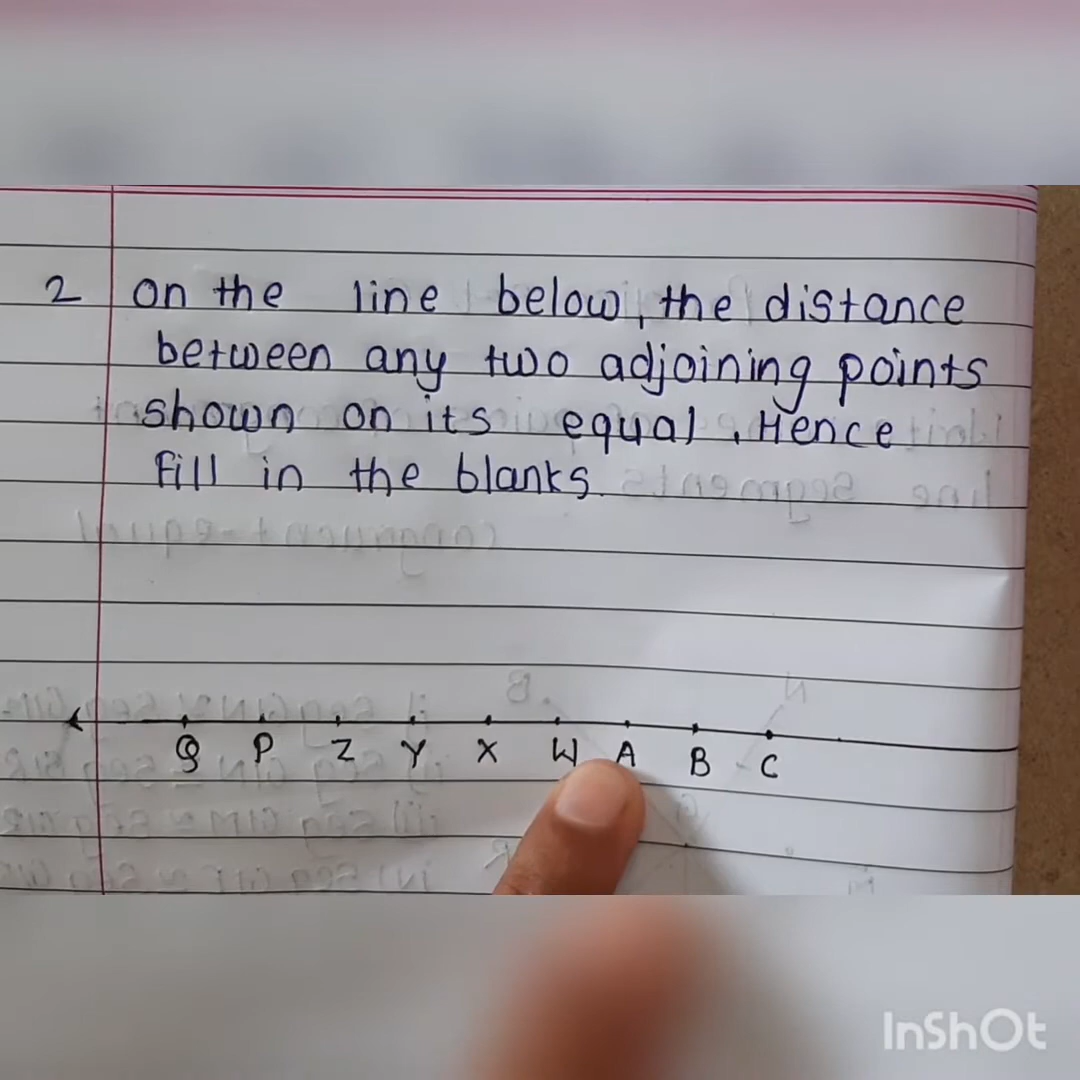 2 on the line below, the distance
between any two adjoining points
shown on its equal. Hence
Fill in the blanks
Q P Z Y X W A B C
InShOt